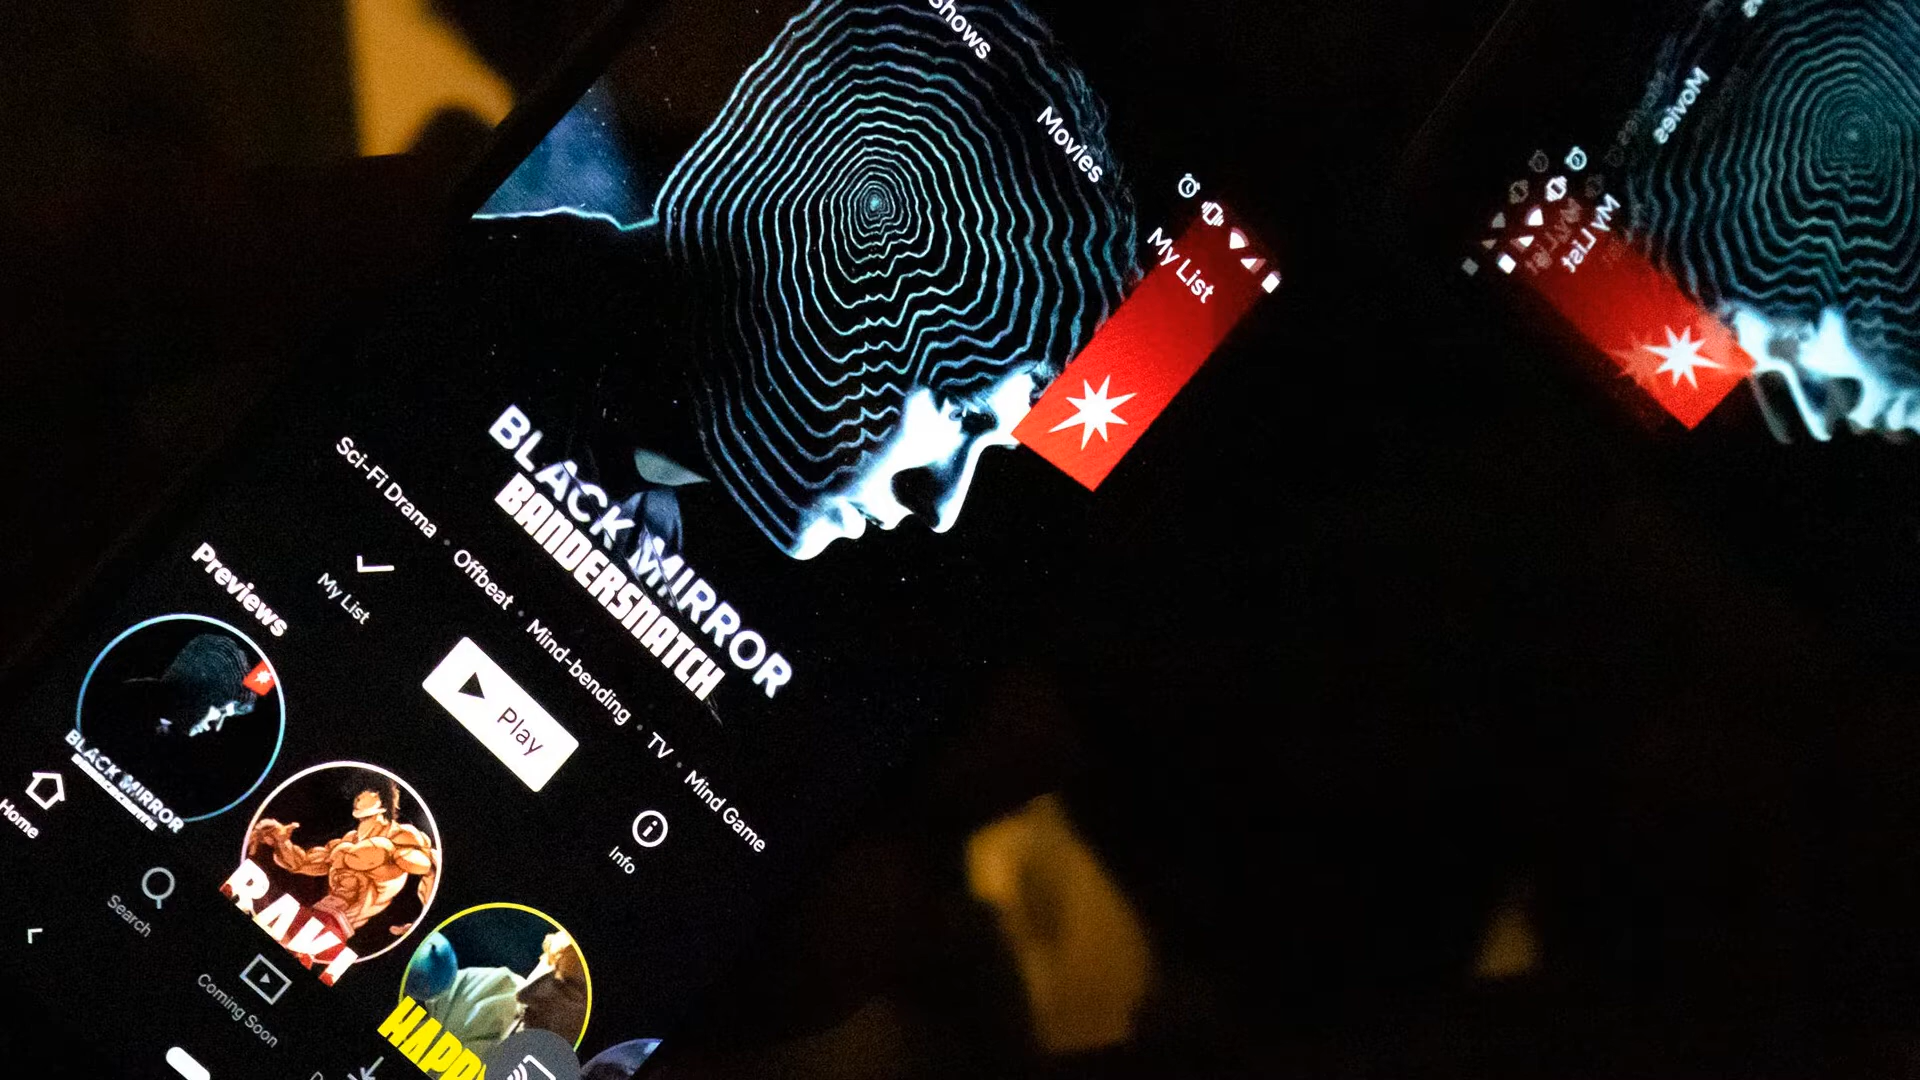 Shows
Movies
My List
BLACK MIRROR
BANDERSNATCH
Sci-Fi Drama • Offbeat • Mind-bending • TV • Mind Game
My List
Play
Info
Previews
BLACK MIRROR
BAKI
HAPPY
Home
Search
Coming Soon
Movies
My List